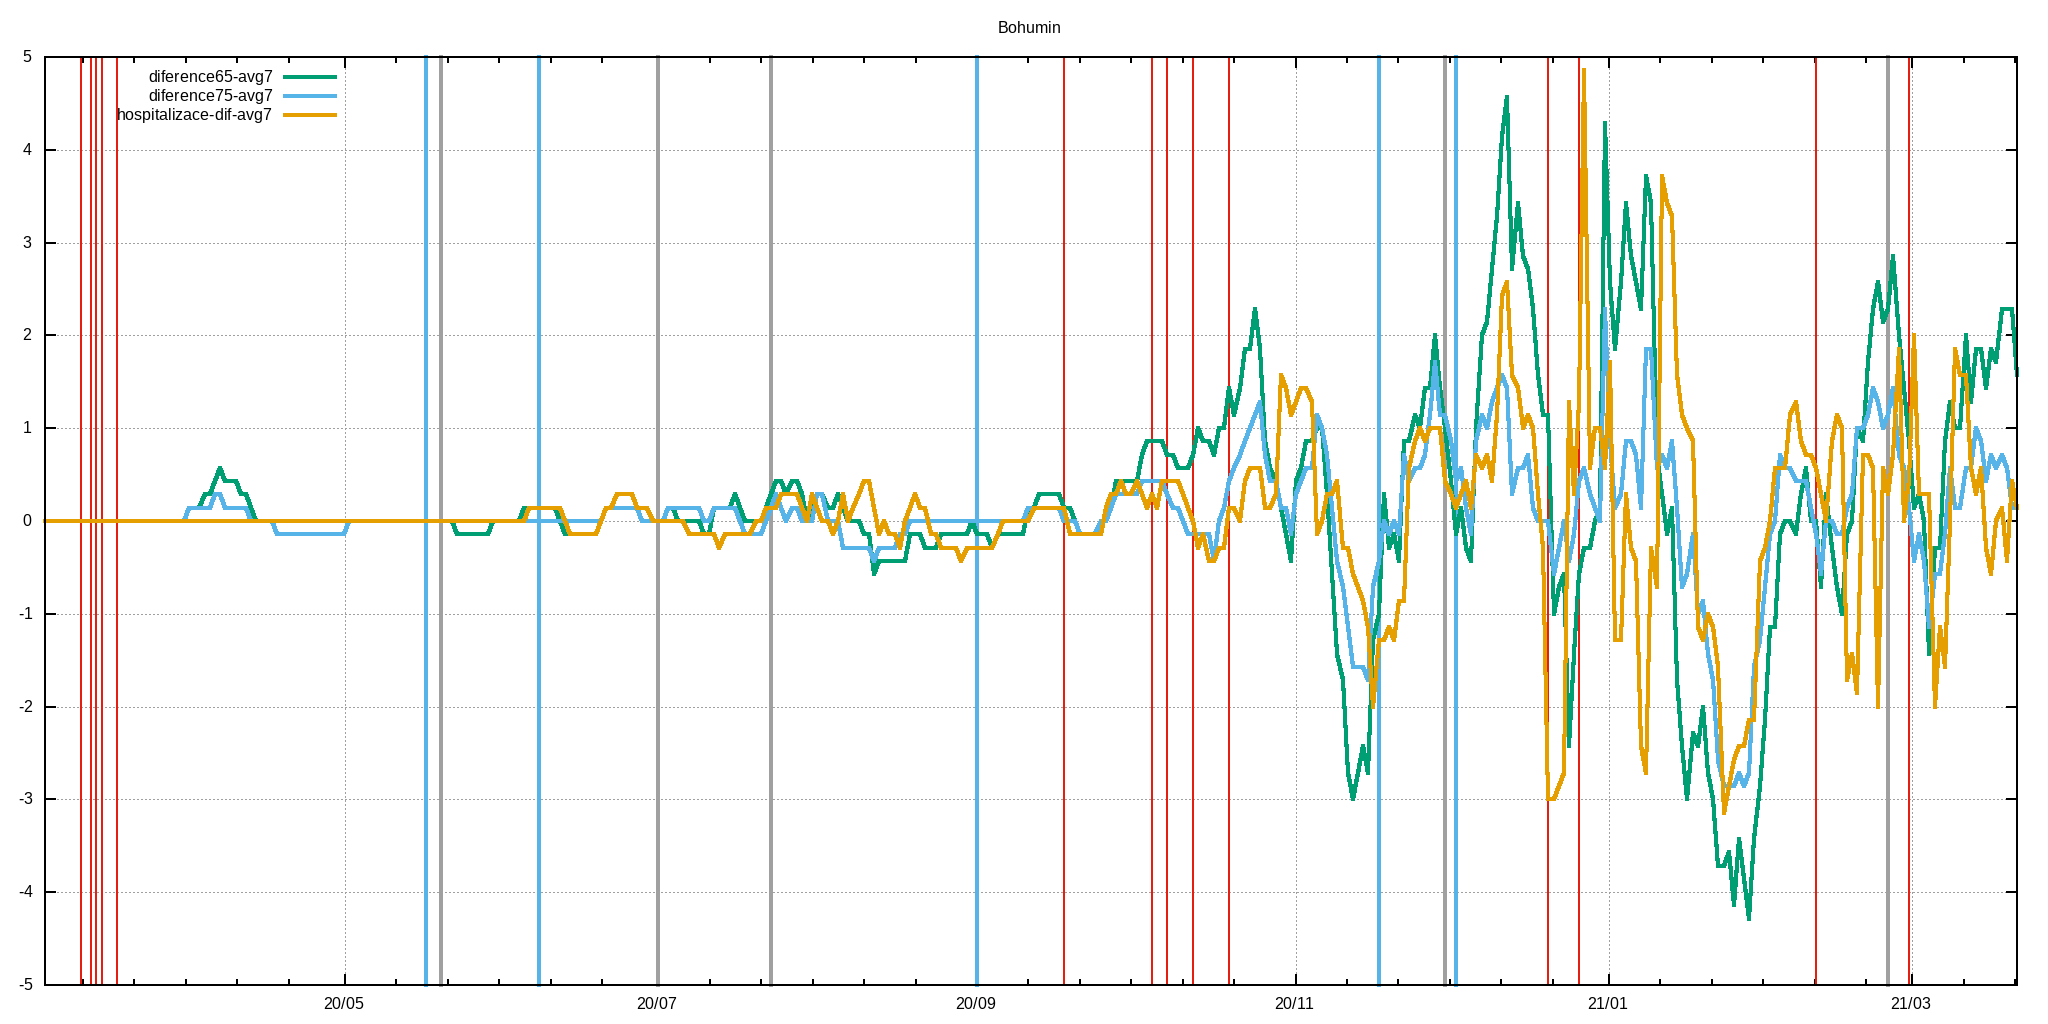 Bohumin
diference65-avg7
diference75-avg7
hospitalizace-dif-avg7
5
4
3
2
1
0
-1
-2
-3
-4
-5
20/05 20/07 20/09 20/11 21/01 21/03